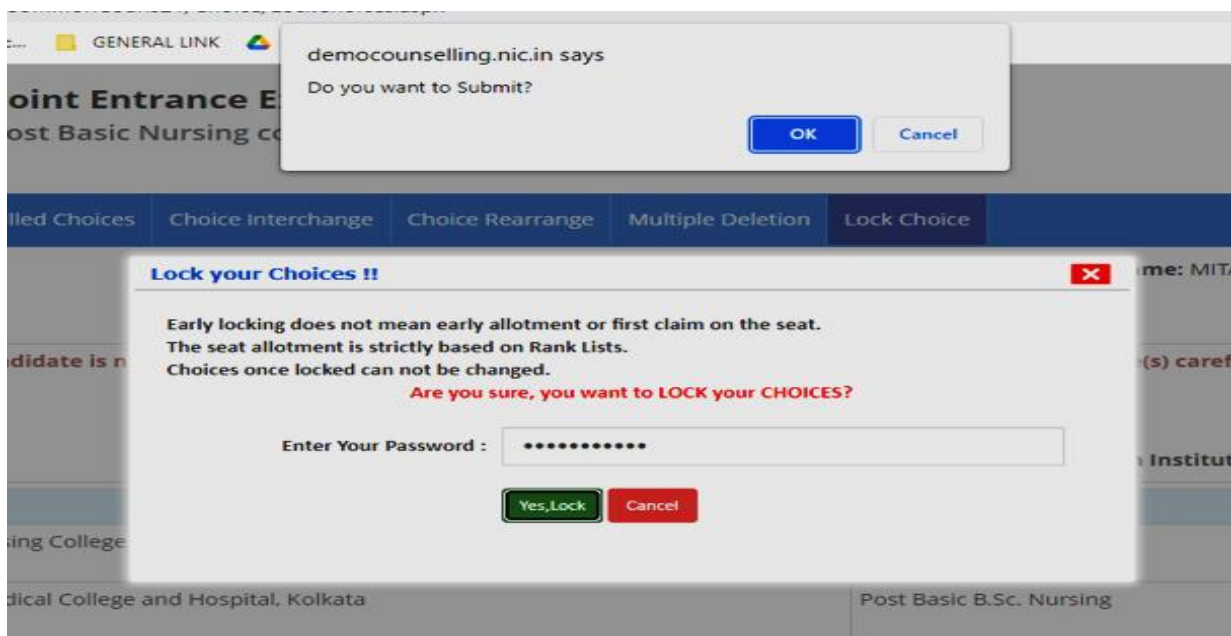 GENERAL LINK
democounselling.nic.in says
Do you want to Submit?
OK Cancel
oint Entrance E
ost Basic Nursing co
lled Choices Choice Interchange Choice Rearrange Multiple Deletion Lock Choice
Lock your Choices !!
me: MITA
Early locking does not mean early allotment or first claim on the seat.
The seat allotment is strictly based on Rank Lists.
didate is n
(s) caref
Choices once locked can not be changed.
Are you sure, you want to LOCK your CHOICES?
Enter Your Password :
Institut
Yes,Lock Cancel
sing College
dical College and Hospital, Kolkata Post Basic B.Sc. Nursing